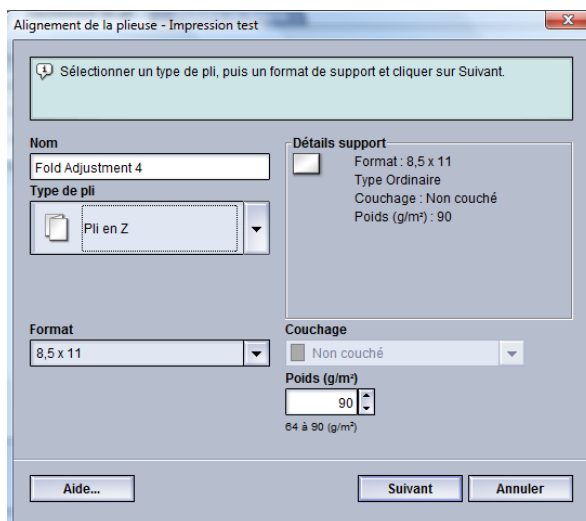 Alignement de la plieuse - Impression test
Sélectionner un type de pli, puis un format de support et cliquer sur Suivant.
Nom
Fold Adjustment 4
Type de pli
Pli en Z
Détails support
Format : 8,5 x 11
Type Ordinaire
Couchage : Non couché
Poids (g/m²) : 90
Format
8,5 x 11
Couchage
Non couché
Poids (g/m²)
90
64 à 90 (g/m²)
Aide...
Suivant
Annuler